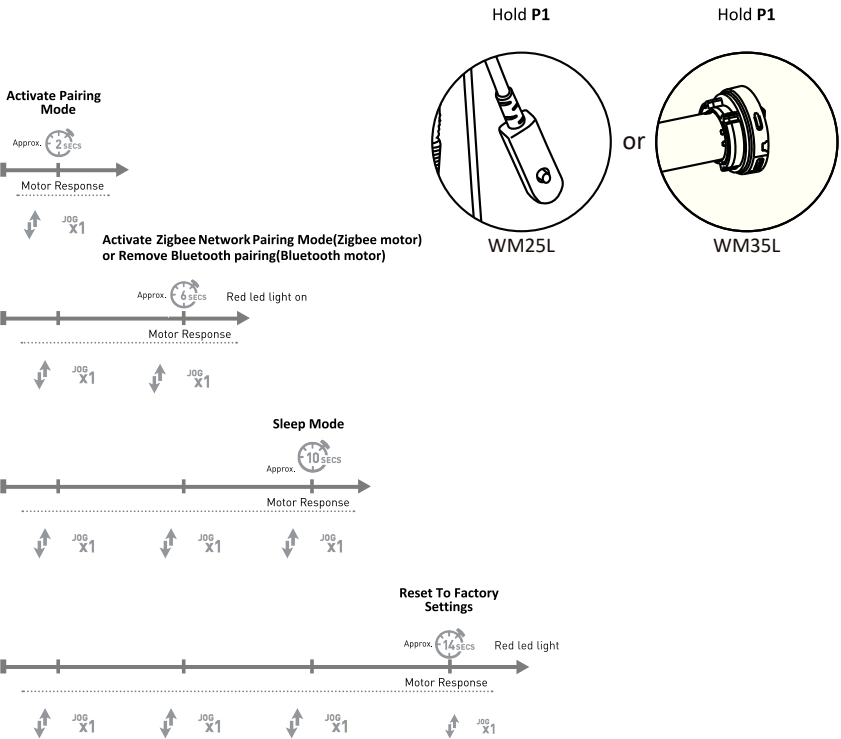 Hold P1
Hold P1
or
WM25L
WM35L
Activate Pairing
Mode
Approx. 2 SECS
Motor Response
JOG
X1
Activate Zigbee Network Pairing Mode(Zigbee motor)
or Remove Bluetooth pairing(Bluetooth motor)
Approx. 6 SECS Red led light on
Motor Response
JOG
X1
JOG
X1
Sleep Mode
Approx. 10 SECS
Motor Response
JOG
X1
JOG
X1
JOG
X1
Reset To Factory
Settings
Approx. 14 SECS Red led light
Motor Response
JOG
X1
JOG
X1
JOG
X1
JOG
X1